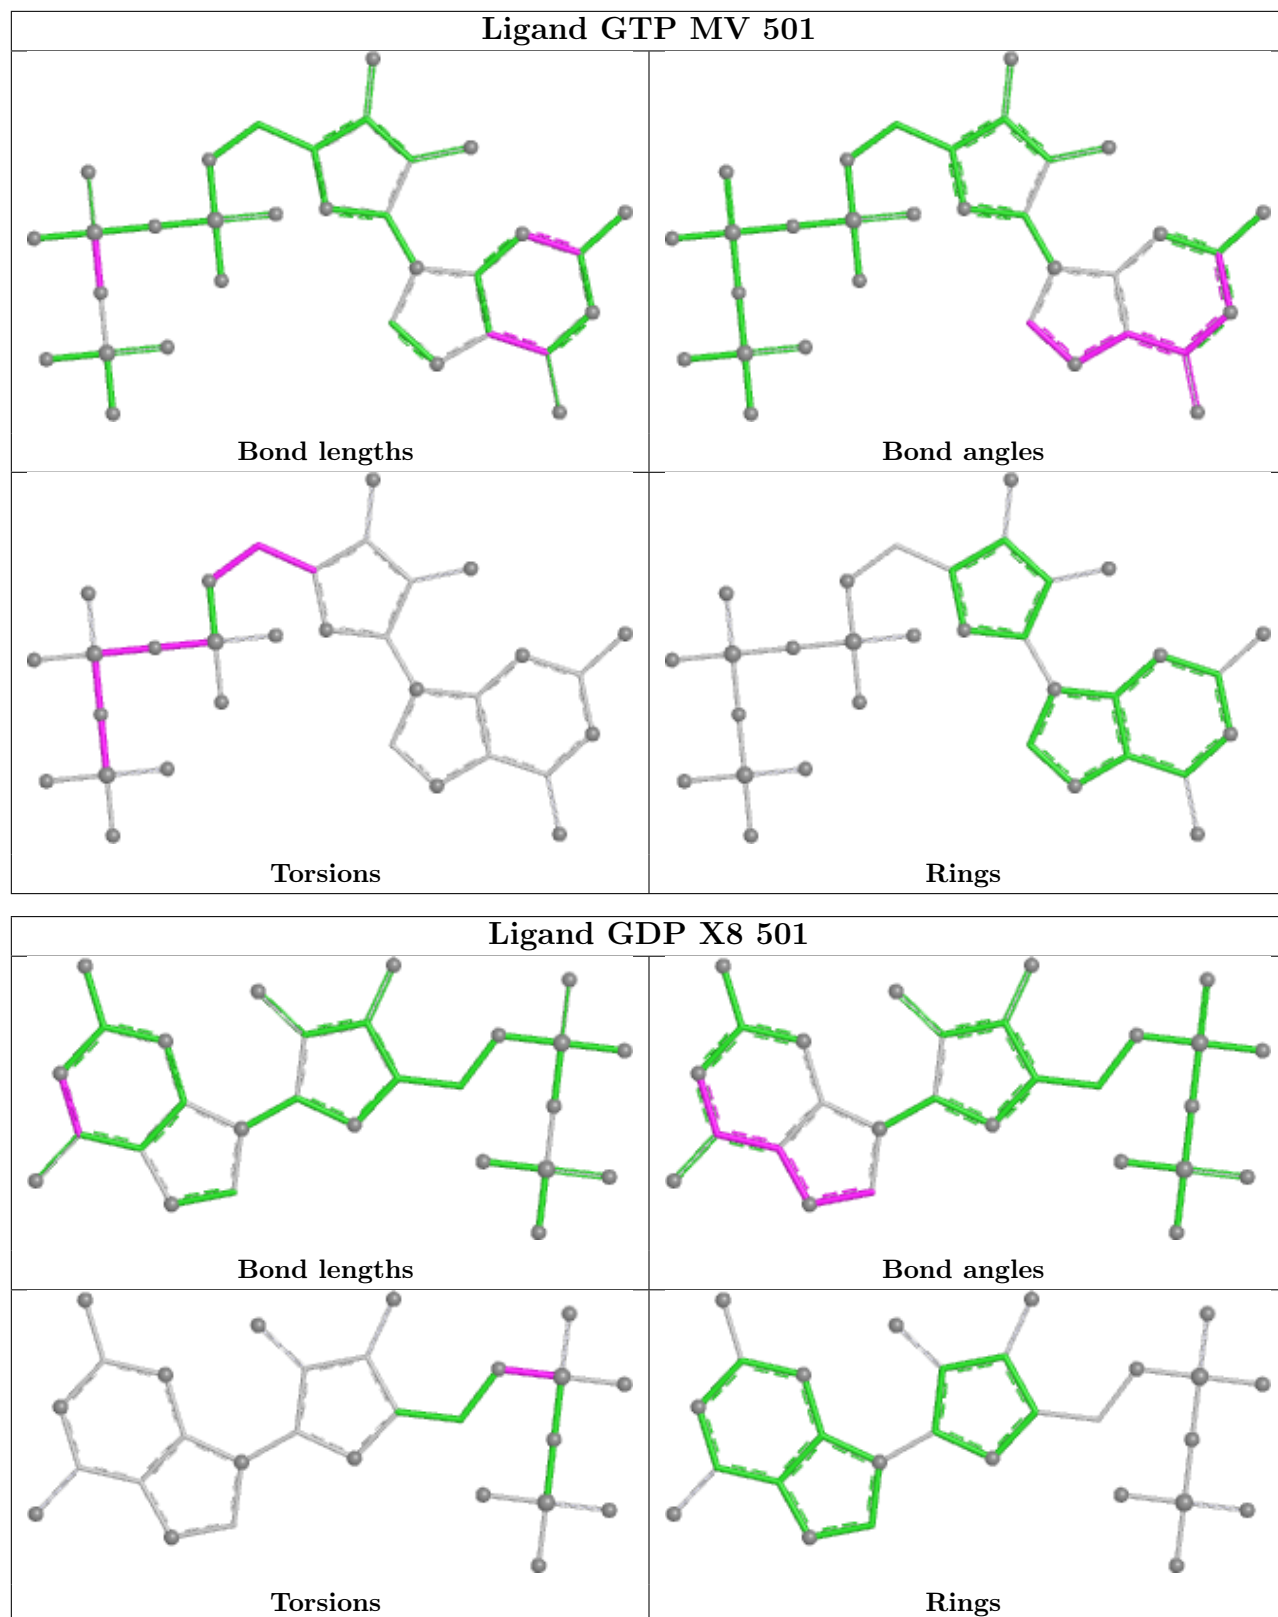 Ligand GTP MV 501
Bond lengths
Bond angles
Torsions
Rings
Ligand GDP X8 501
Bond lengths
Bond angles
Torsions
Rings